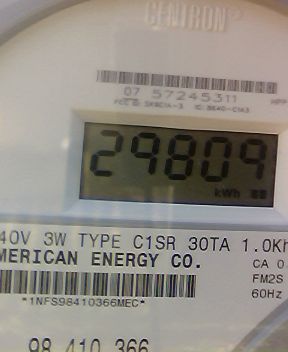 CENTRON®
07 57245311
29809
kWh
40V 3W TYPE C1SR 30TA 1.0Kh
MERICAN ENERGY CO.
CA 0.
FM2S
60Hz
*1NFS98410366MEC*
98 410 366